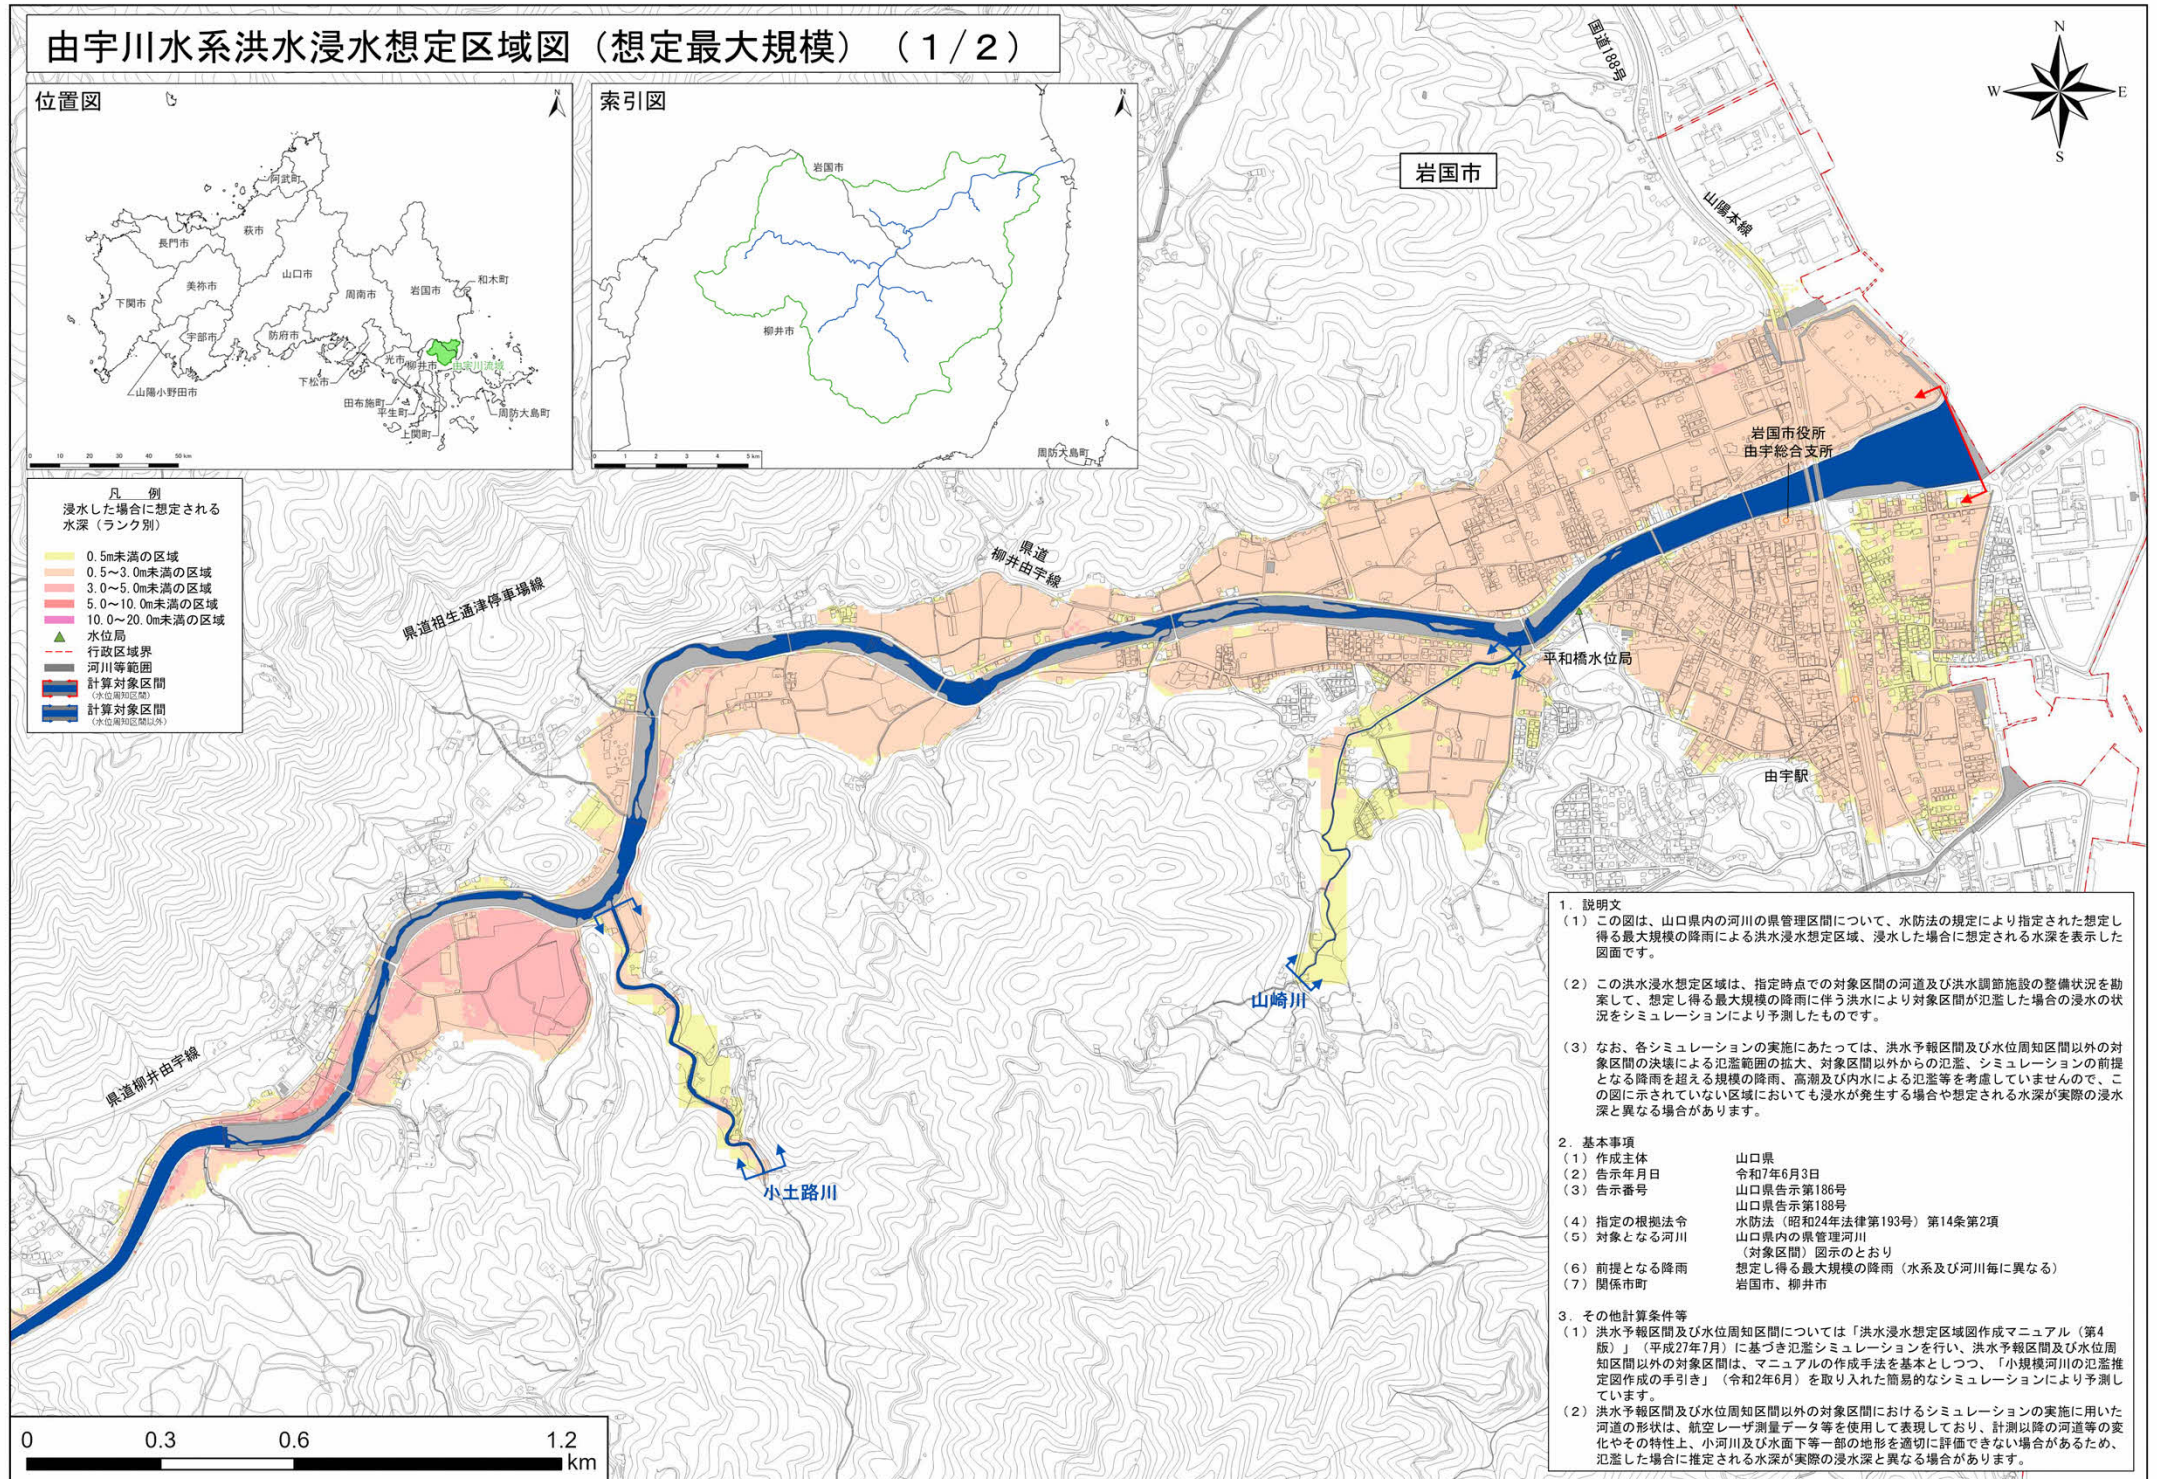 由宇川水系洪水浸水想定区域図（想定最大規模）（1/2）
位置図
N
阿武町
萩市
長門市
山口市
美祢市
下関市
周南市
岩国市
和木町
宇部市
防府市
光市
柳井市
由宇川流域
下松市
山陽小野田市
田布施町
平生町
周防大島町
上関町
0 10 20 30 40 50 km
索引図
N
岩国市
柳井市
周防大島町
0 1 2 3 4 5 km
凡 例
浸水した場合に想定される
水深（ランク別）
0.5m未満の区域
0.5～3.0m未満の区域
3.0～5.0m未満の区域
5.0～10.0m未満の区域
10.0～20.0m未満の区域
水位局
行政区域界
河川等範囲
計算対象区間
（水位周知区間）
計算対象区間
（水位周知区間以外）
国道188号
N
W E
S
岩国市
山陽本線
岩国市役所
由宇総合支所
県道
柳井由宇線
県道祖生通津停車場線
平和橋水位局
由宇駅
山崎川
県道柳井由宇線
小土路川
1. 説明文
（1）この図は、山口県内の河川の県管理区間について、水防法の規定により指定された想定し
得る最大規模の降雨による洪水浸水想定区域、浸水した場合に想定される水深を表示した
図面です。
（2）この洪水浸水想定区域は、指定時点での対象区間の河道及び洪水調節施設の整備状況を勘
案して、想定し得る最大規模の降雨に伴う洪水により対象区間が氾濫した場合の浸水の状
況をシミュレーションにより予測したものです。
（3）なお、各シミュレーションの実施にあたっては、洪水予報区間及び水位周知区間以外の対
象区間の決壊による氾濫範囲の拡大、対象区間以外からの氾濫、シミュレーションの前提
となる降雨を超える規模の降雨、高潮及び内水による氾濫等を考慮していませんので、こ
の図に示されていない区域においても浸水が発生する場合や想定される水深が実際の浸水
深と異なる場合があります。
2. 基本事項
（1）作成主体 山口県
（2）告示年月日 令和7年6月3日
（3）告示番号 山口県告示第186号
山口県告示第188号
（4）指定の根拠法令 水防法（昭和24年法律第193号）第14条第2項
（5）対象となる河川 山口県内の県管理河川
（対象区間）図示のとおり
（6）前提となる降雨 想定し得る最大規模の降雨（水系及び河川毎に異なる）
（7）関係市町 岩国市、柳井市
3. その他計算条件等
（1）洪水予報区間及び水位周知区間については「洪水浸水想定区域図作成マニュアル（第4
版）」（平成27年7月）に基づき氾濫シミュレーションを行い、洪水予報区間及び水位周
知区間以外の対象区間は、マニュアルの作成手法を基本としつつ、「小規模河川の氾濫推
定図作成の手引き」（令和2年6月）を取り入れた簡易的なシミュレーションにより予測し
ています。
（2）洪水予報区間及び水位周知区間以外の対象区間におけるシミュレーションの実施に用いた
河道の形状は、航空レーザ測量データ等を使用して表現しており、計測以降の河道等の変
化やその特性上、小河川及び水面下等一部の地形を適切に評価できない場合があるため、
氾濫した場合に推定される水深が実際の浸水深と異なる場合があります。
0 0.3 0.6 1.2
km